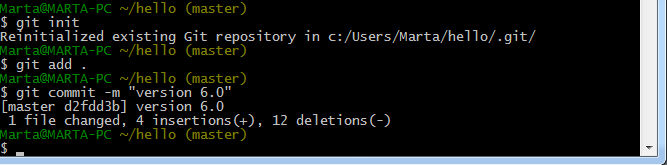 Marta@MARTA-PC ~/hello (master)
$ git init
Reinitialized existing Git repository in c:/Users/Marta/hello/.git/
Marta@MARTA-PC ~/hello (master)
$ git add .
Marta@MARTA-PC ~/hello (master)
$ git commit -m "version 6.0"
[master d2fdd3b] version 6.0
1 file changed, 4 insertions(+), 12 deletions(-)
Marta@MARTA-PC ~/hello (master)
$